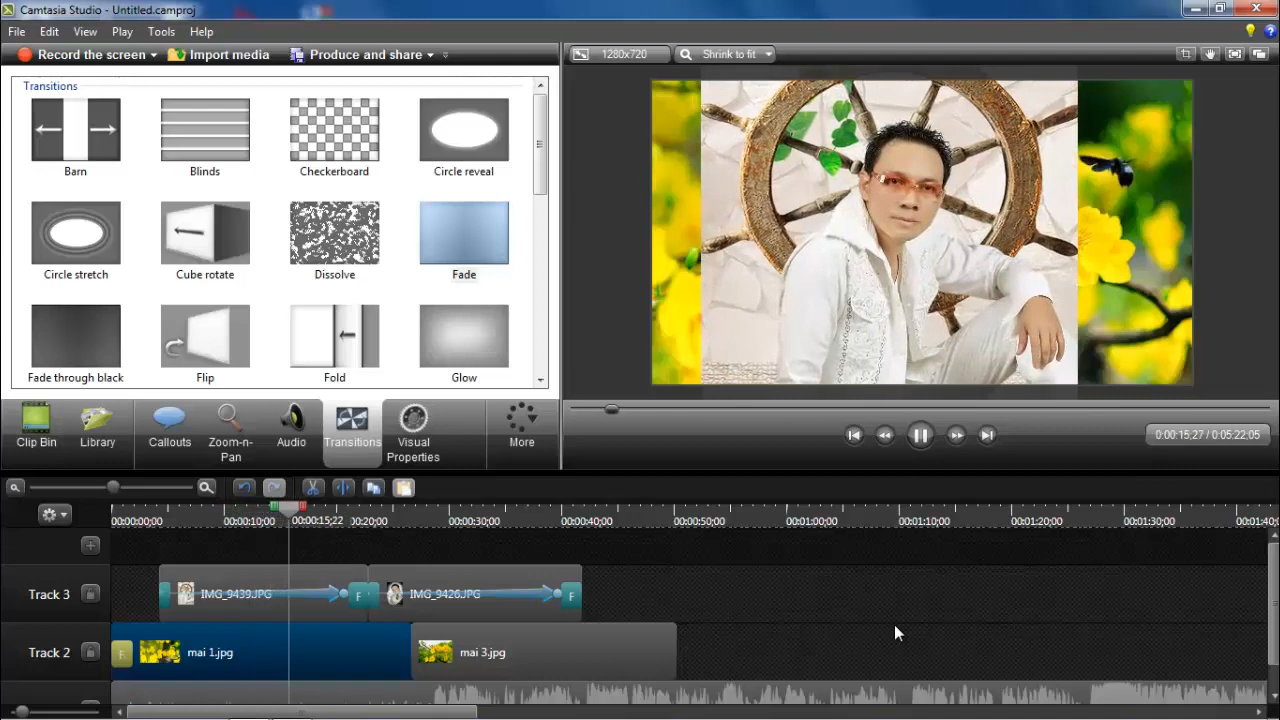 Camtasia Studio - Untitled.camproj
File Edit View Play Tools Help
Record the screen Import media Produce and share
1280x720 Shrink to fit
Transitions
Barn Blinds Checkerboard Circle reveal
Circle stretch Cube rotate Dissolve Fade
Fade through black Flip Fold Glow
Clip Bin Library Callouts Zoom-n-Pan Audio Transitions Visual Properties More
0:00:15;27 / 0:05:22;05
00:00:00;00 00:00:10;00 00:00:15;22 00:20;00 00:00:30;00 00:00:40;00 00:00:50;00 00:01:00;00 00:01:10;00 00:01:20;00 00:01:30;00 00:01:40;0
Track 3 IMG_9439.JPG F IMG_9426.JPG F
Track 2 F mai 1.jpg mai 3.jpg